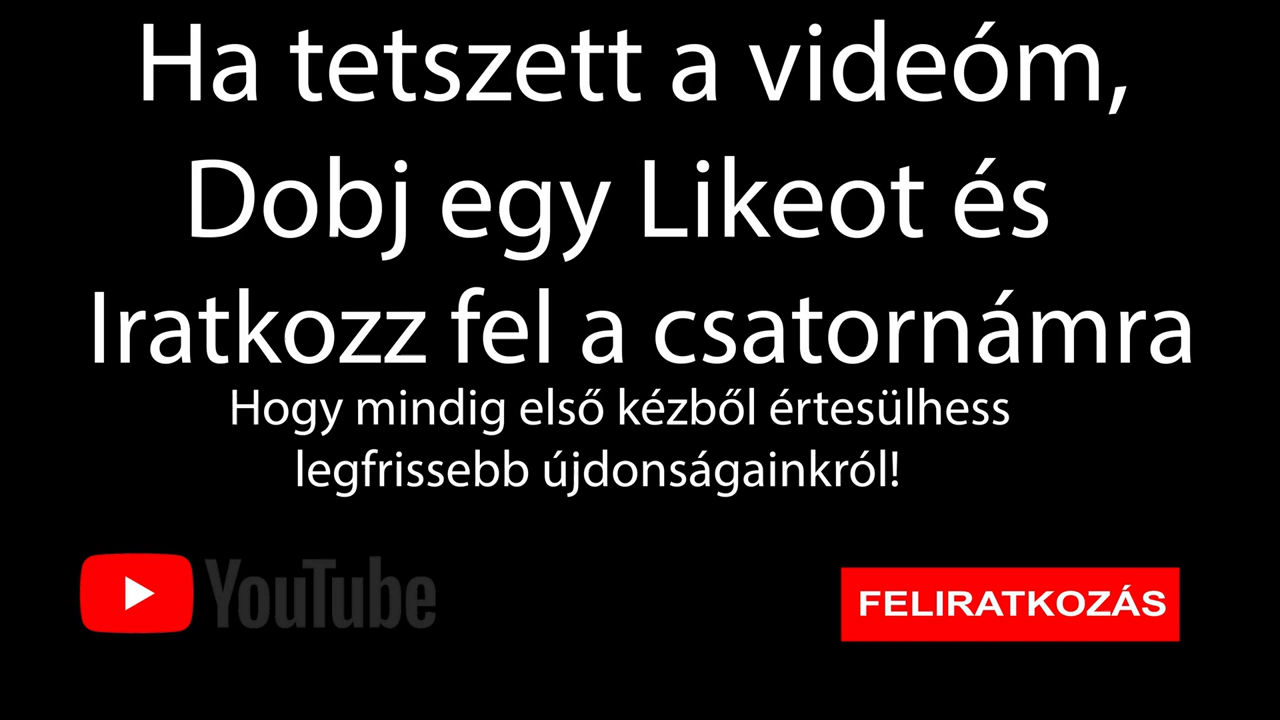 Ha tetszett a videóm,
Dobj egy Likeot és
Iratkozz fel a csatornámra
Hogy mindig első kézből értesülhess
legfrissebb újdonságainkról!
YouTube
FELIRATKOZÁS